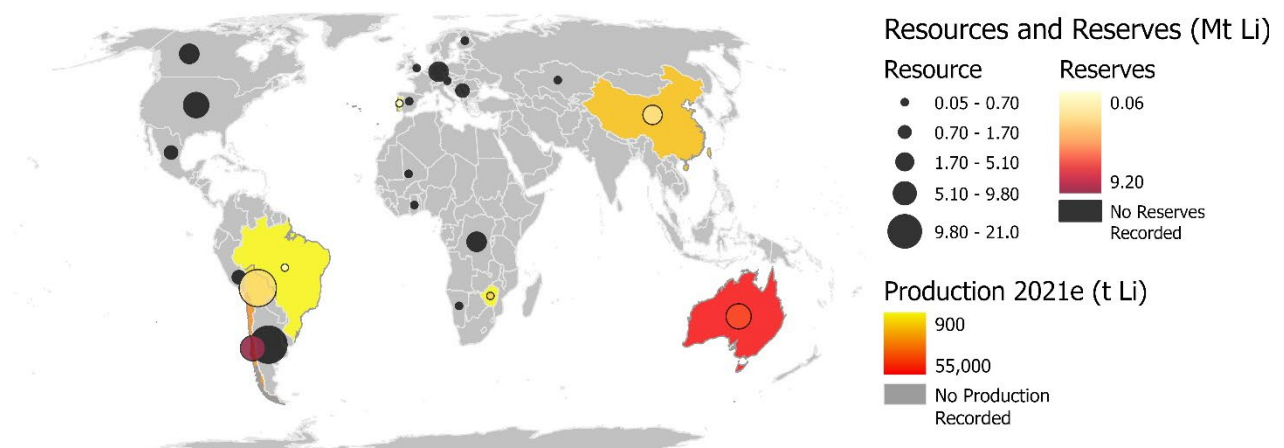 Resources and Reserves (Mt Li)
Resource
0.05 - 0.70
0.70 - 1.70
1.70 - 5.10
5.10 - 9.80
9.80 - 21.0
Reserves
0.06
9.20
No Reserves
Recorded
Production 2021e (t Li)
900
55,000
No Production
Recorded